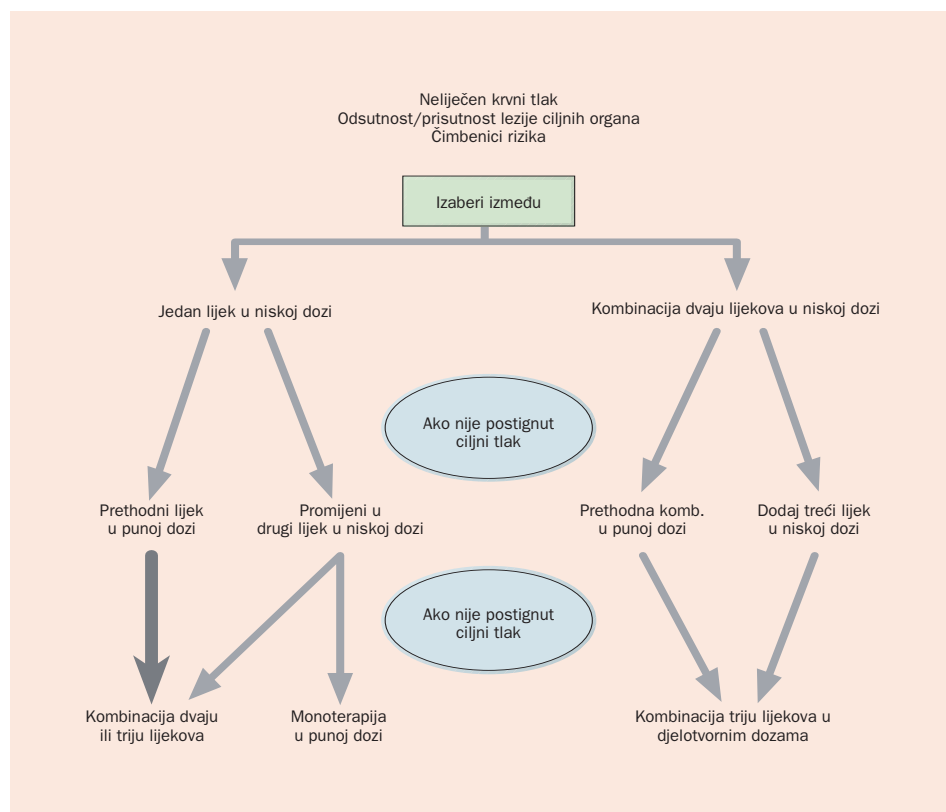 Neliječen krvni tlak
Odsutnost/prisutnost lezije ciljnih organa
Čimbenici rizika
Izaberi između
Jedan lijek u niskoj dozi
Kombinacija dvaju lijekova u niskoj dozi
Ako nije postignut
ciljni tlak
Prethodni lijek
u punoj dozi
Promijeni u
drugi lijek u niskoj dozi
Prethodna komb.
u punoj dozi
Dodaj treći lijek
u niskoj dozi
Ako nije postignut
ciljni tlak
Kombinacija dvaju
ili triju lijekova
Monoterapija
u punoj dozi
Kombinacija triju lijekova u
djelotvornim dozama